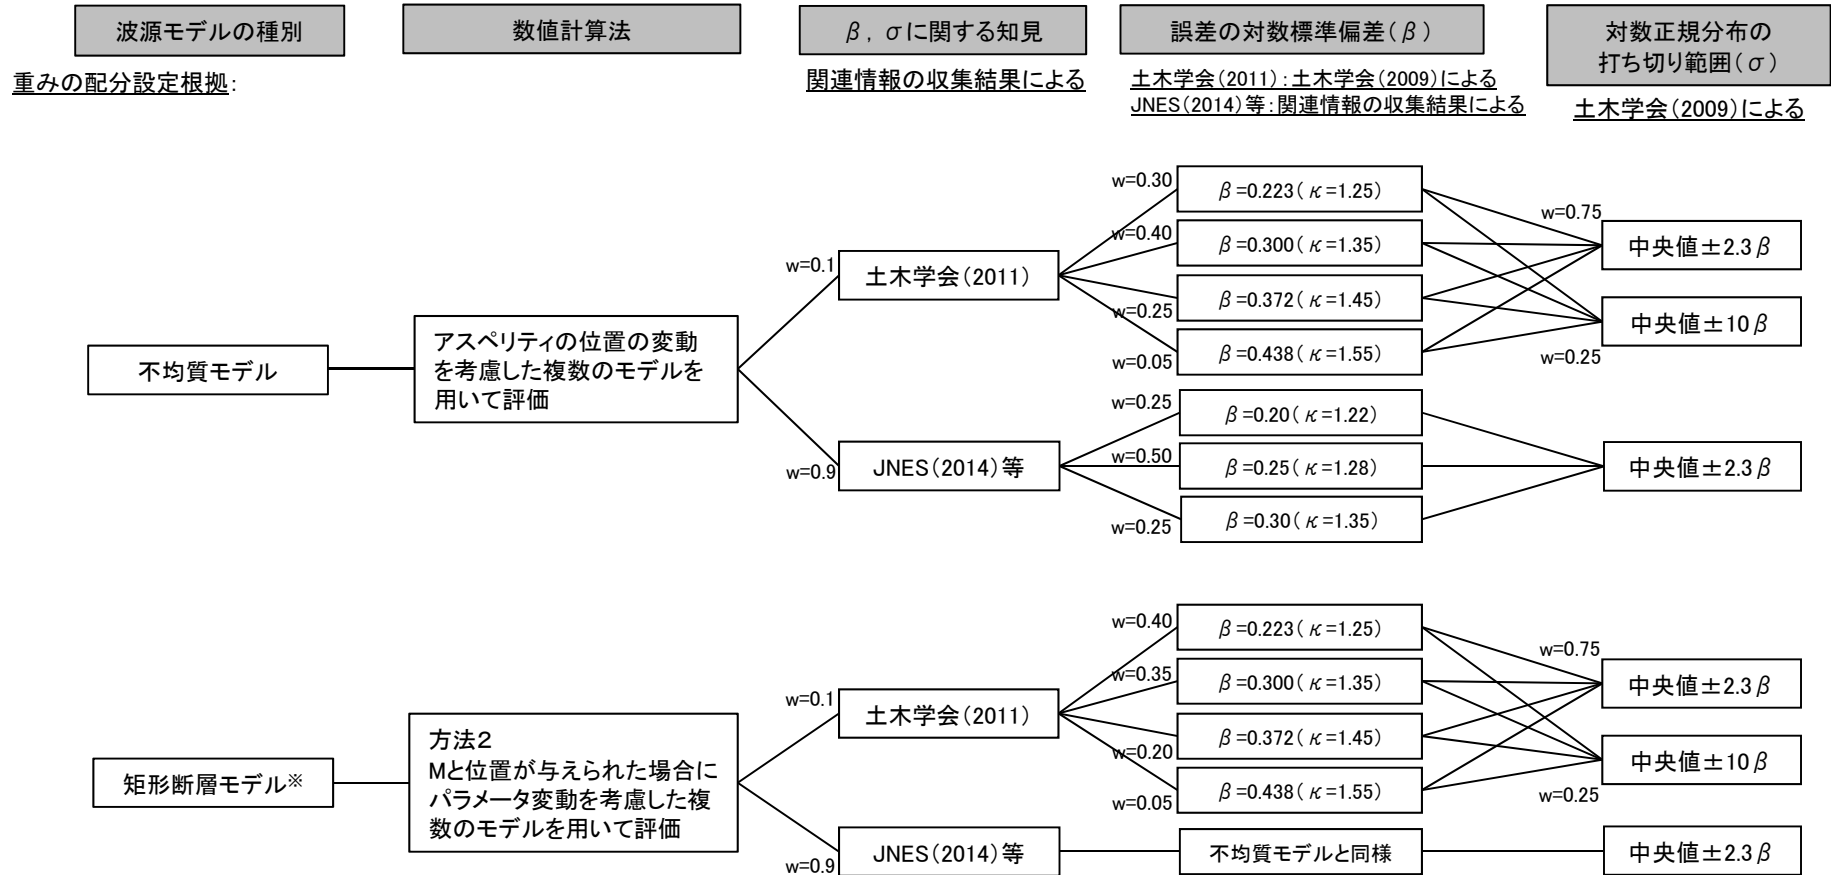 波源モデルの種別
数値計算法
β，σに関する知見
誤差の対数標準偏差（β）
対数正規分布の
打ち切り範囲（σ）
重みの配分設定根拠：
関連情報の収集結果による
土木学会（2011）：土木学会（2009）による
JNES（2014）等：関連情報の収集結果による
土木学会（2009）による
不均質モデル
アスペリティの位置の変動
を考慮した複数のモデルを
用いて評価
w=0.1
土木学会（2011）
w=0.30
β=0.223（κ=1.25）
w=0.40
β=0.300（κ=1.35）
w=0.25
β=0.372（κ=1.45）
w=0.05
β=0.438（κ=1.55）
w=0.75
中央値±2.3β
中央値±10β
w=0.25
w=0.9
JNES（2014）等
w=0.25
β=0.20（κ=1.22）
w=0.50
β=0.25（κ=1.28）
w=0.25
β=0.30（κ=1.35）
中央値±2.3β
矩形断層モデル※
方法２
Mと位置が与えられた場合に
パラメータ変動を考慮した複
数のモデルを用いて評価
w=0.1
土木学会（2011）
w=0.40
β=0.223（κ=1.25）
w=0.35
β=0.300（κ=1.35）
w=0.20
β=0.372（κ=1.45）
w=0.05
β=0.438（κ=1.55）
w=0.75
中央値±2.3β
中央値±10β
w=0.25
w=0.9
JNES（2014）等
不均質モデルと同様
中央値±2.3β